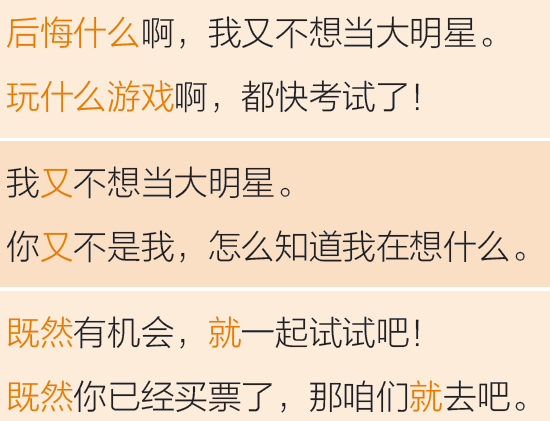 后悔什么啊，我又不想当大明星。
玩什么游戏啊，都快考试了！
我又不想当大明星。
你又不是我，怎么知道我在想什么。
既然有机会，就一起试试吧！
既然你已经买票了，那咱们就去吧。